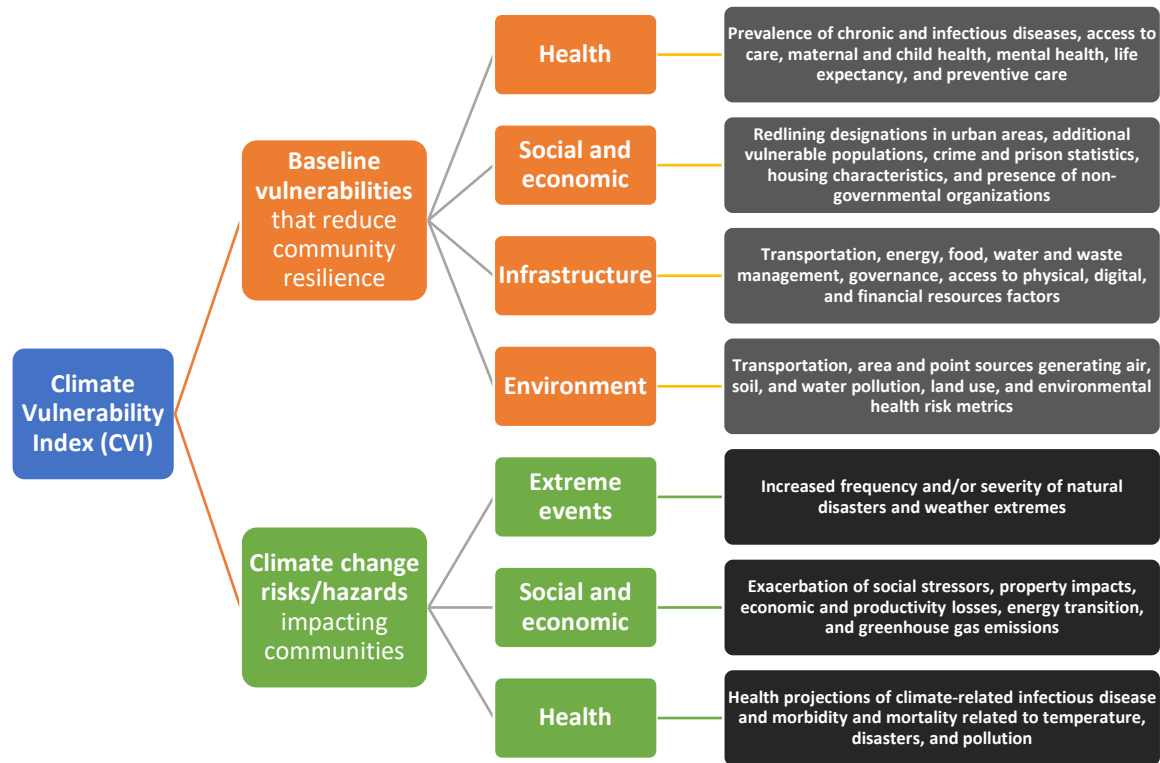 Climate
Vulnerability
Index (CVI)
Baseline
vulnerabilities
that reduce
community
resilience
Health
Prevalence of chronic and infectious diseases, access to
care, maternal and child health, mental health, life
expectancy, and preventive care
Social and
economic
Redlining designations in urban areas, additional
vulnerable populations, crime and prison statistics,
housing characteristics, and presence of non-
governmental organizations
Infrastructure
Transportation, energy, food, water and waste
management, governance, access to physical, digital,
and financial resources factors
Environment
Transportation, area and point sources generating air,
soil, and water pollution, land use, and environmental
health risk metrics
Climate change
risks/hazards
impacting
communities
Extreme
events
Increased frequency and/or severity of natural
disasters and weather extremes
Social and
economic
Exacerbation of social stressors, property impacts,
economic and productivity losses, energy transition,
and greenhouse gas emissions
Health
Health projections of climate-related infectious disease
and morbidity and mortality related to temperature,
disasters, and pollution